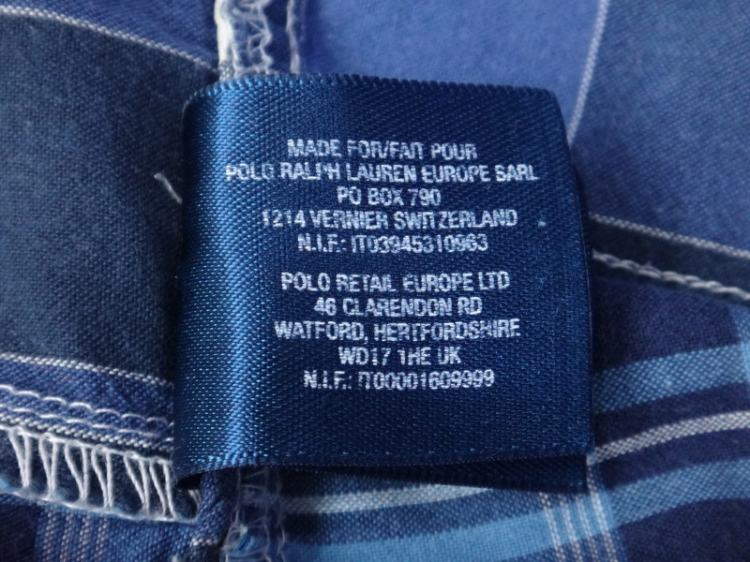 MADE FOR/FAIT POUR
POLO RALPH LAUREN EUROPE SARL
PO BOX 790
1214 VERNIER SWITZERLAND
N.I.F.: IT03945310963
POLO RETAIL EUROPE LTD
46 CLARENDON RD
WATFORD, HERTFORDSHIRE
WD17 1HE UK
N.I.F.: IT00001609999